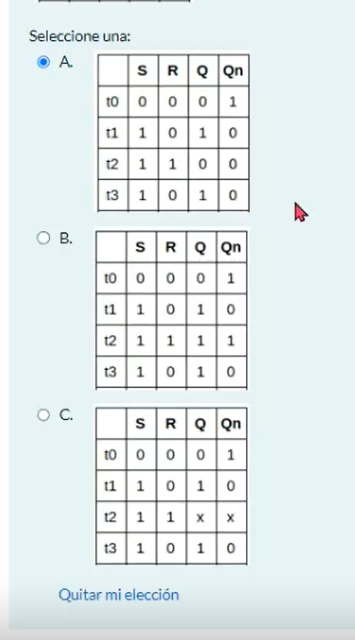 Seleccione una:
A.
S R Q Qn
t0 0 0 0 1
t1 1 0 1 0
t2 1 1 0 0
t3 1 0 1 0
B.
S R Q Qn
t0 0 0 0 1
t1 1 0 1 0
t2 1 1 1 1
t3 1 0 1 0
C.
S R Q Qn
t0 0 0 0 1
t1 1 0 1 0
t2 1 1 x x
t3 1 0 1 0
Quitar mi elección